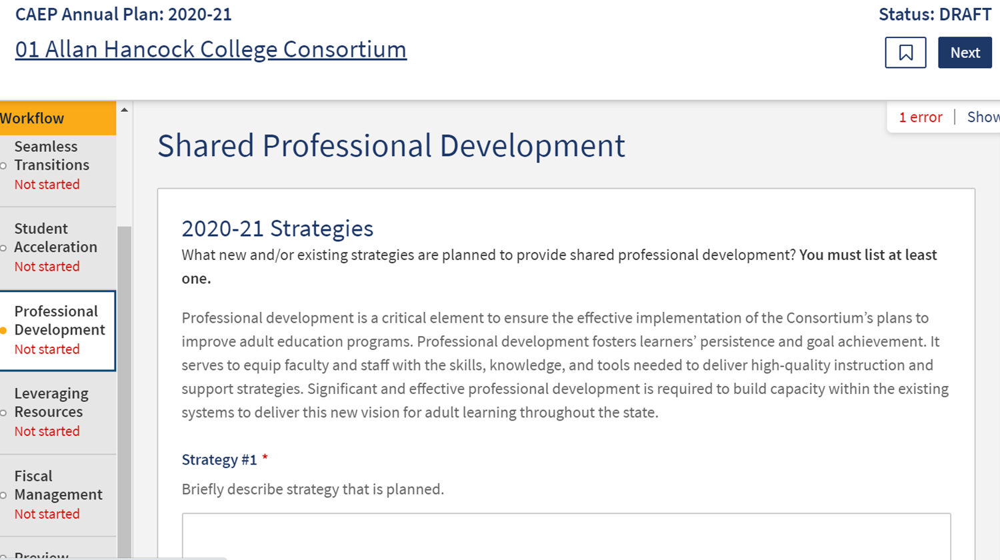 CAEP Annual Plan: 2020-21
Status: DRAFT
01 Allan Hancock College Consortium
Next
Workflow
1 error | Show
Seamless
Transitions
Not started
Student
Acceleration
Not started
Professional
Development
Not started
Leveraging
Resources
Not started
Fiscal
Management
Not started
Preview
Shared Professional Development
2020-21 Strategies
What new and/or existing strategies are planned to provide shared professional development? You must list at least
one.
Professional development is a critical element to ensure the effective implementation of the Consortium’s plans to
improve adult education programs. Professional development fosters learners’ persistence and goal achievement. It
serves to equip faculty and staff with the skills, knowledge, and tools needed to deliver high-quality instruction and
support strategies. Significant and effective professional development is required to build capacity within the existing
systems to deliver this new vision for adult learning throughout the state.
Strategy #1 *
Briefly describe strategy that is planned.